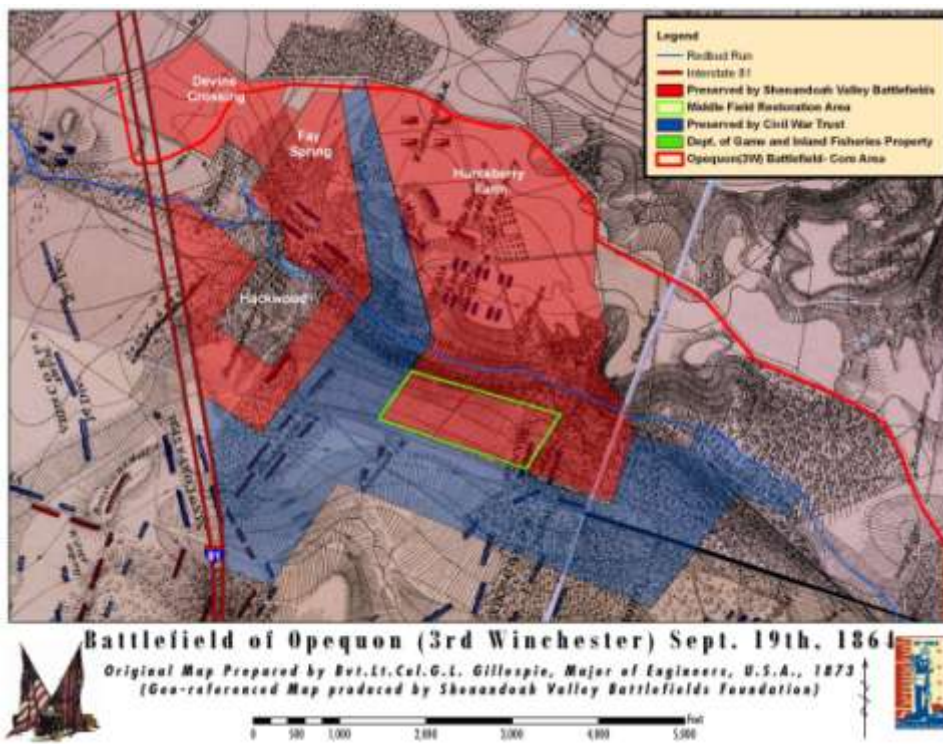 Legend
Redbud Run
Interstate 81
Preserved by Shenandoah Valley Battlefields
Middle Field Restoration Area
Preserved by Civil War Trust
Dept. of Game and Inland Fisheries Property
Opequon(3W) Battlefield- Core Area
Devine
Crossing
Fay
Spring
Huntsberry
Farm
Hackwood
81
Battlefield of Opequon (3rd Winchester) Sept. 19th, 1864
Original Map Prepared by Bvt.Lt.Col.G.L. Gillespie, Major of Engineers, U.S.A., 1873
(Geo-referenced Map produced by Shenandoah Valley Battlefields Foundation)
Feet
0 500 1,000 2,000 3,000 4,000 5,000